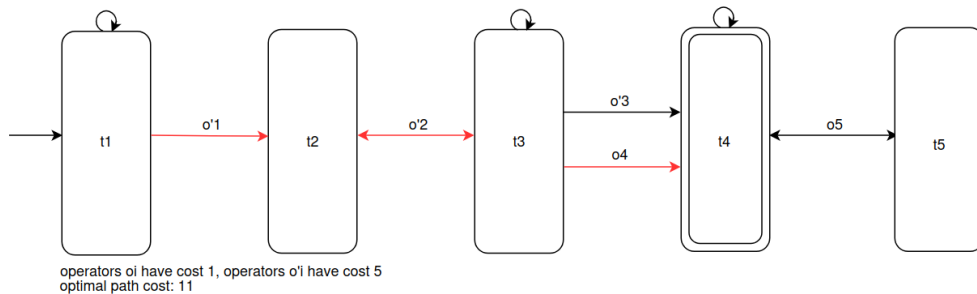 o'1
o'2
o'3
o4
o5
t1
t2
t3
t4
t5
operators oi have cost 1, operators o'i have cost 5
optimal path cost: 11